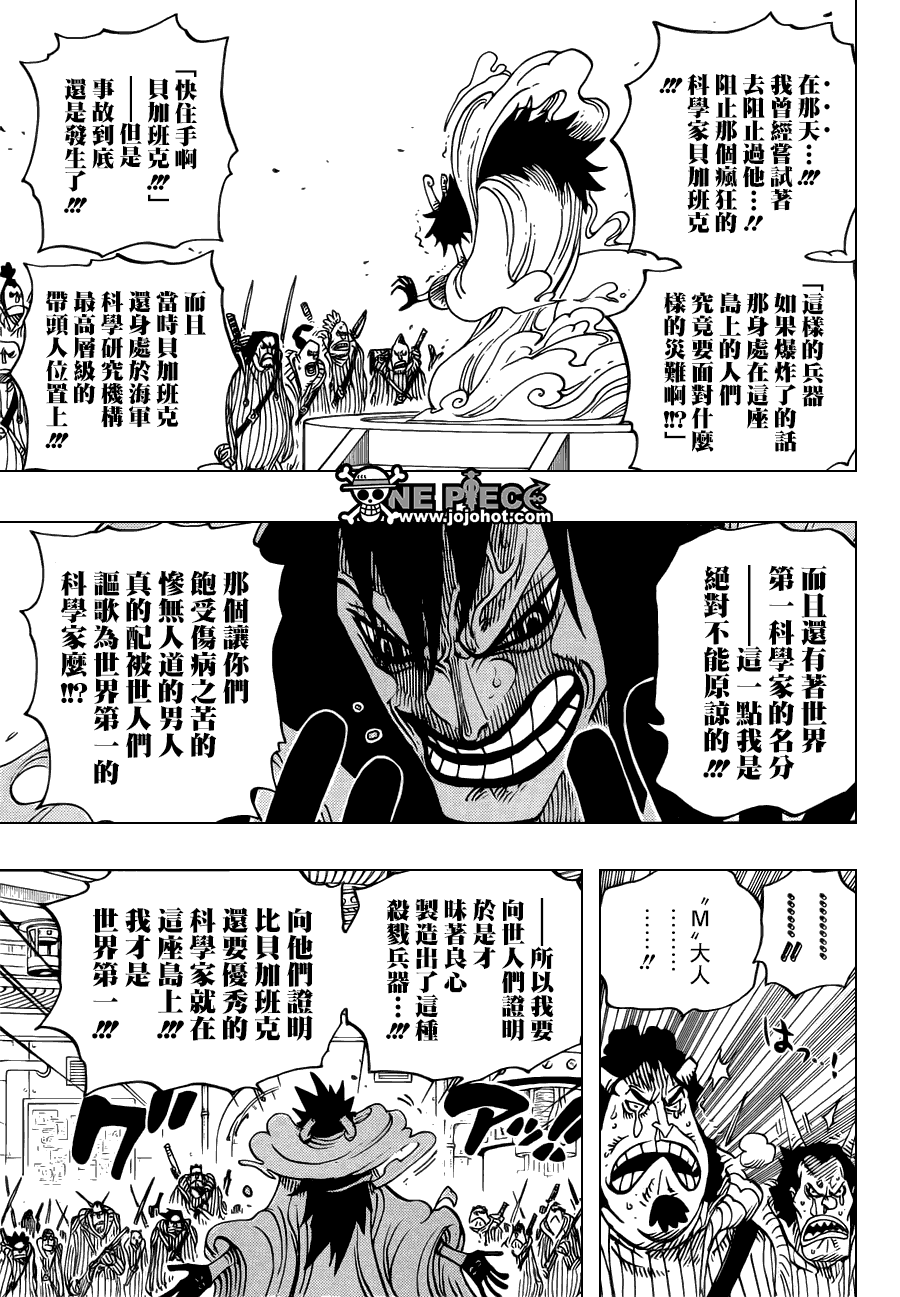 在那天…!!!
我曾經嘗試著
去阻止過他…!!
阻止那個瘋狂的
科學家貝加班克
!!!
「這樣的兵器
如果爆炸了的話
那身處在這座
島上的人們
究竟要面對什麼
樣的災難啊!!?」
「快住手啊
貝加班克!!!」
——但是
事故到底
還是發生了!!!
而且
當時貝加班克
還身處於海軍
科學研究機構
最高層級的
帶頭人位置上!!!
ONE PIECE
www.jojohot.com
而且還有著世界
第一科學家的名分
——這一點我是
絕對不能原諒的!!!
那個讓你們
飽受傷病之苦的
慘無人道的男人
真的配被世人們
謳歌為世界第一的
科學家麼!!?
………!!
〝M〞大人
……!!
……
はっ…!
——所以我要
向世人們證明
於是才
昧著良心
製造出了這種
殺戮兵器…!!!
向他們證明
比貝加班克
還要優秀的
科學家就在
這座島上!!!
我才是
世界第一!!!
アッ!!
グズ